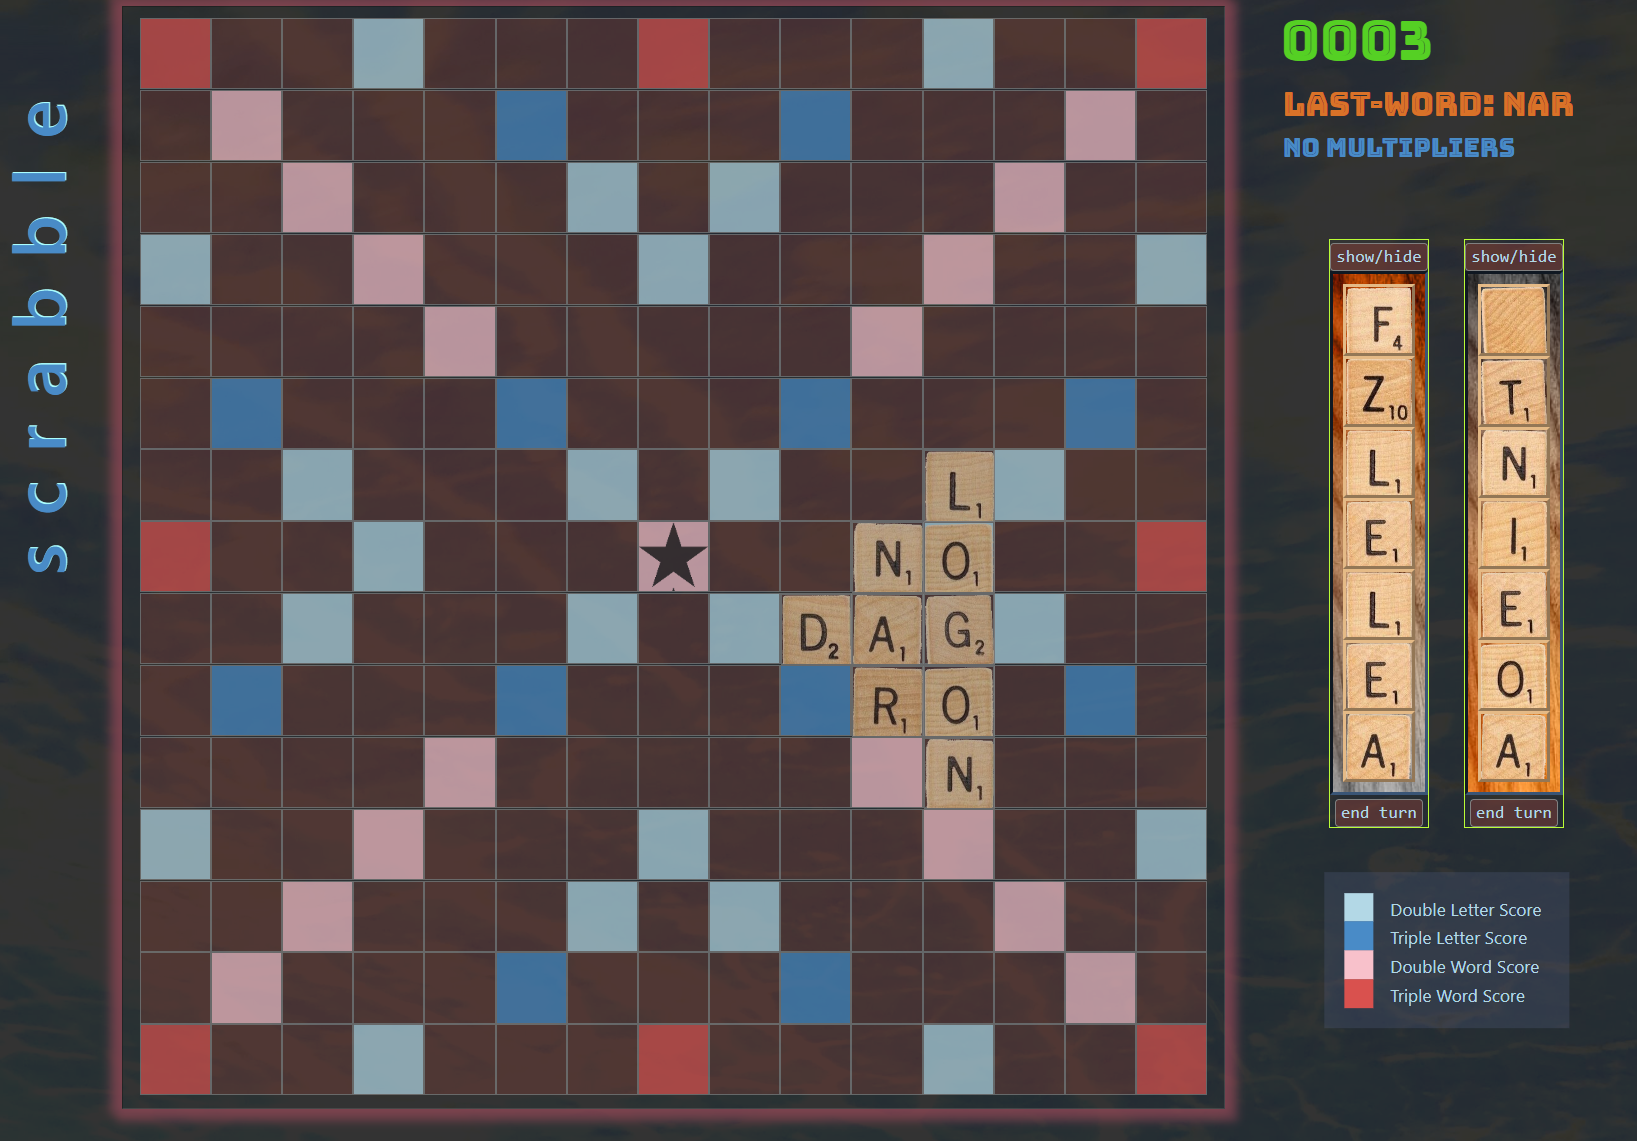 scrabble
0003
LAST-WORD: NAR
NO MULTIPLIERS
show/hide show/hide
F4
Z10 T1
L1 N1
E1 I1
L1 E1
E1 O1
A1 A1
end turn end turn
L1
N1 O1
D2 A1 G2
R1 O1
N1
Double Letter Score
Triple Letter Score
Double Word Score
Triple Word Score